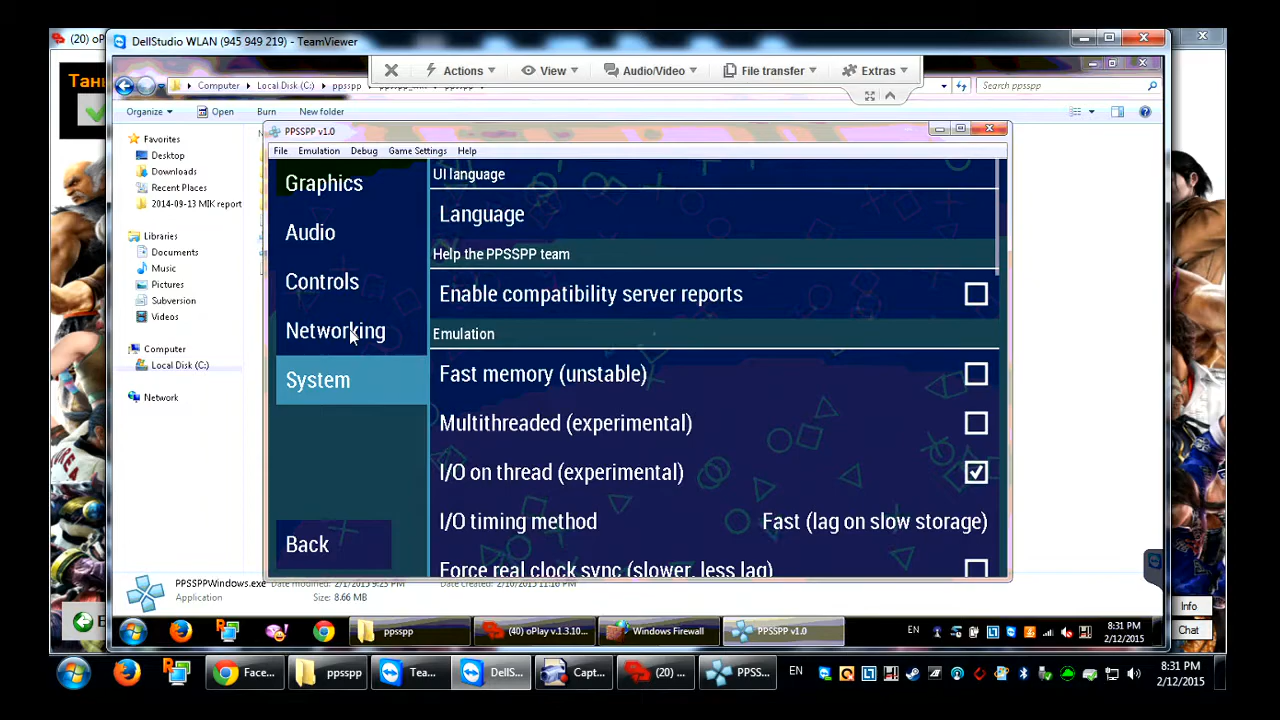 (20) oP
DellStudio WLAN (945 949 219) - TeamViewer
Actions
View
Audio/Video
File transfer
Extras
Тани
Computer
Local Disk (C:)
ppsspp
ppsspp
Search ppsspp
Organize
Open
Burn
New folder
Favorites
Desktop
Downloads
Recent Places
2014-09-13 MIK report
Libraries
Documents
Music
Pictures
Subversion
Videos
Computer
Local Disk (C:)
Network
PPSSPP v1.0
File Emulation Debug Game Settings Help
Graphics
Audio
Controls
Networking
System
Back
UI language
Language
Help the PPSSPP team
Enable compatibility server reports
Emulation
Fast memory (unstable)
Multithreaded (experimental)
I/O on thread (experimental)
I/O timing method Fast (lag on slow storage)
Force real clock sync (slower, less lag)
PPSSPPWindows.exe
Application
Size: 8.66 MB
Info
Chat
ppsspp
(40) oPlay v.1.3.10...
Windows Firewall
PPSSPP v1.0
EN
8:31 PM
2/12/2015
Face...
ppsspp
Tea...
DellS...
Capt...
(20) ...
PPSS...
EN
8:31 PM
2/12/2015